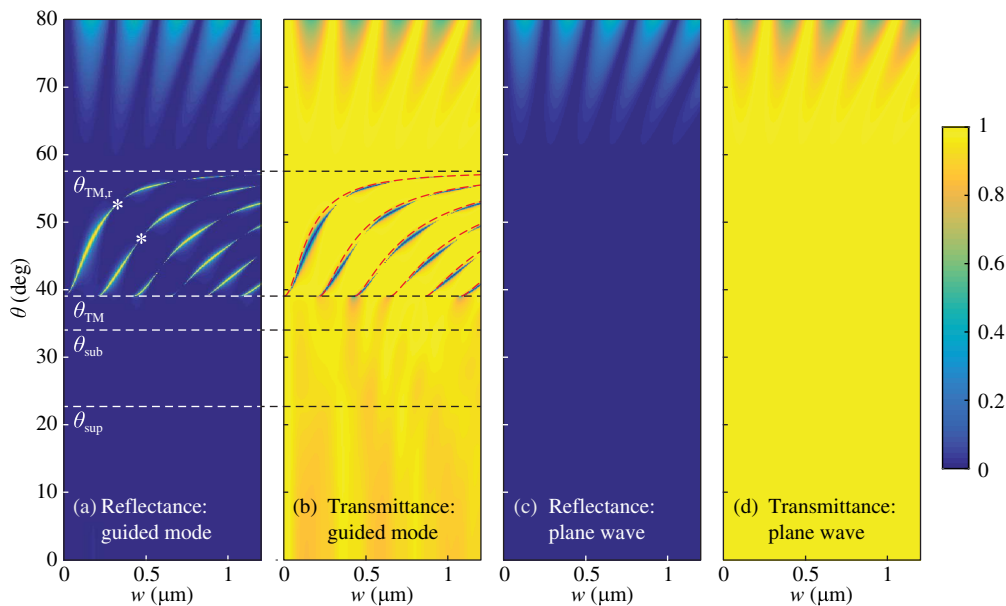 80
70
60
50
40
30
20
10
0
θ (deg)
θTM,r
*
*
θTM
θsub
θsup
(a) Reflectance:
guided mode
(b) Transmittance:
guided mode
(c) Reflectance:
plane wave
(d) Transmittance:
plane wave
0 0.5 1
w (μm)
0 0.5 1
w (μm)
0 0.5 1
w (μm)
0 0.5 1
w (μm)
1
0.8
0.6
0.4
0.2
0